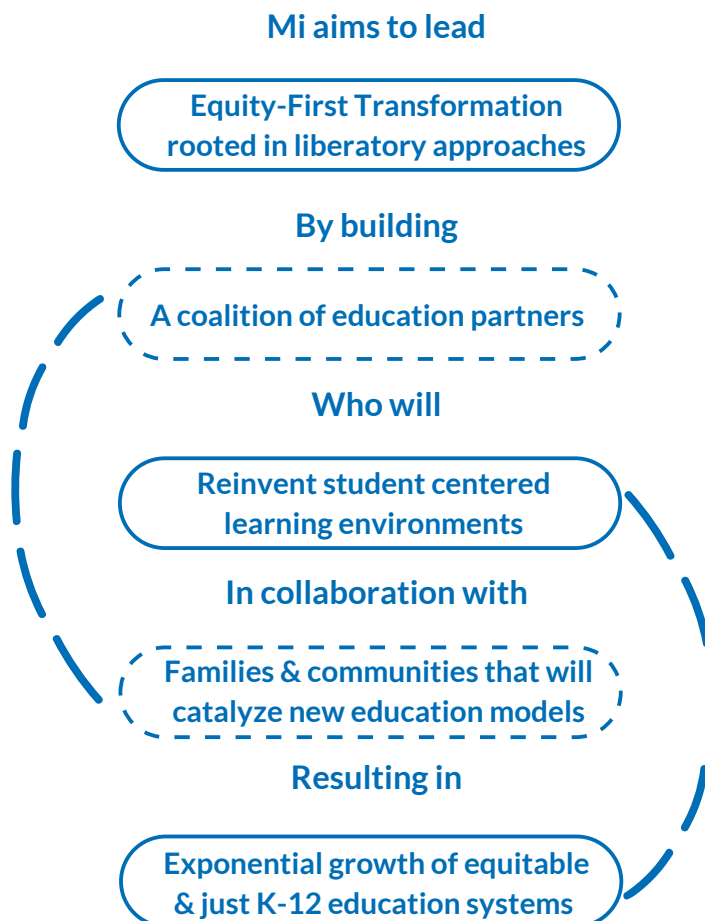 Mi aims to lead
Equity-First Transformation
rooted in liberatory approaches
By building
A coalition of education partners
Who will
Reinvent student centered
learning environments
In collaboration with
Families & communities that will
catalyze new education models
Resulting in
Exponential growth of equitable
& just K-12 education systems